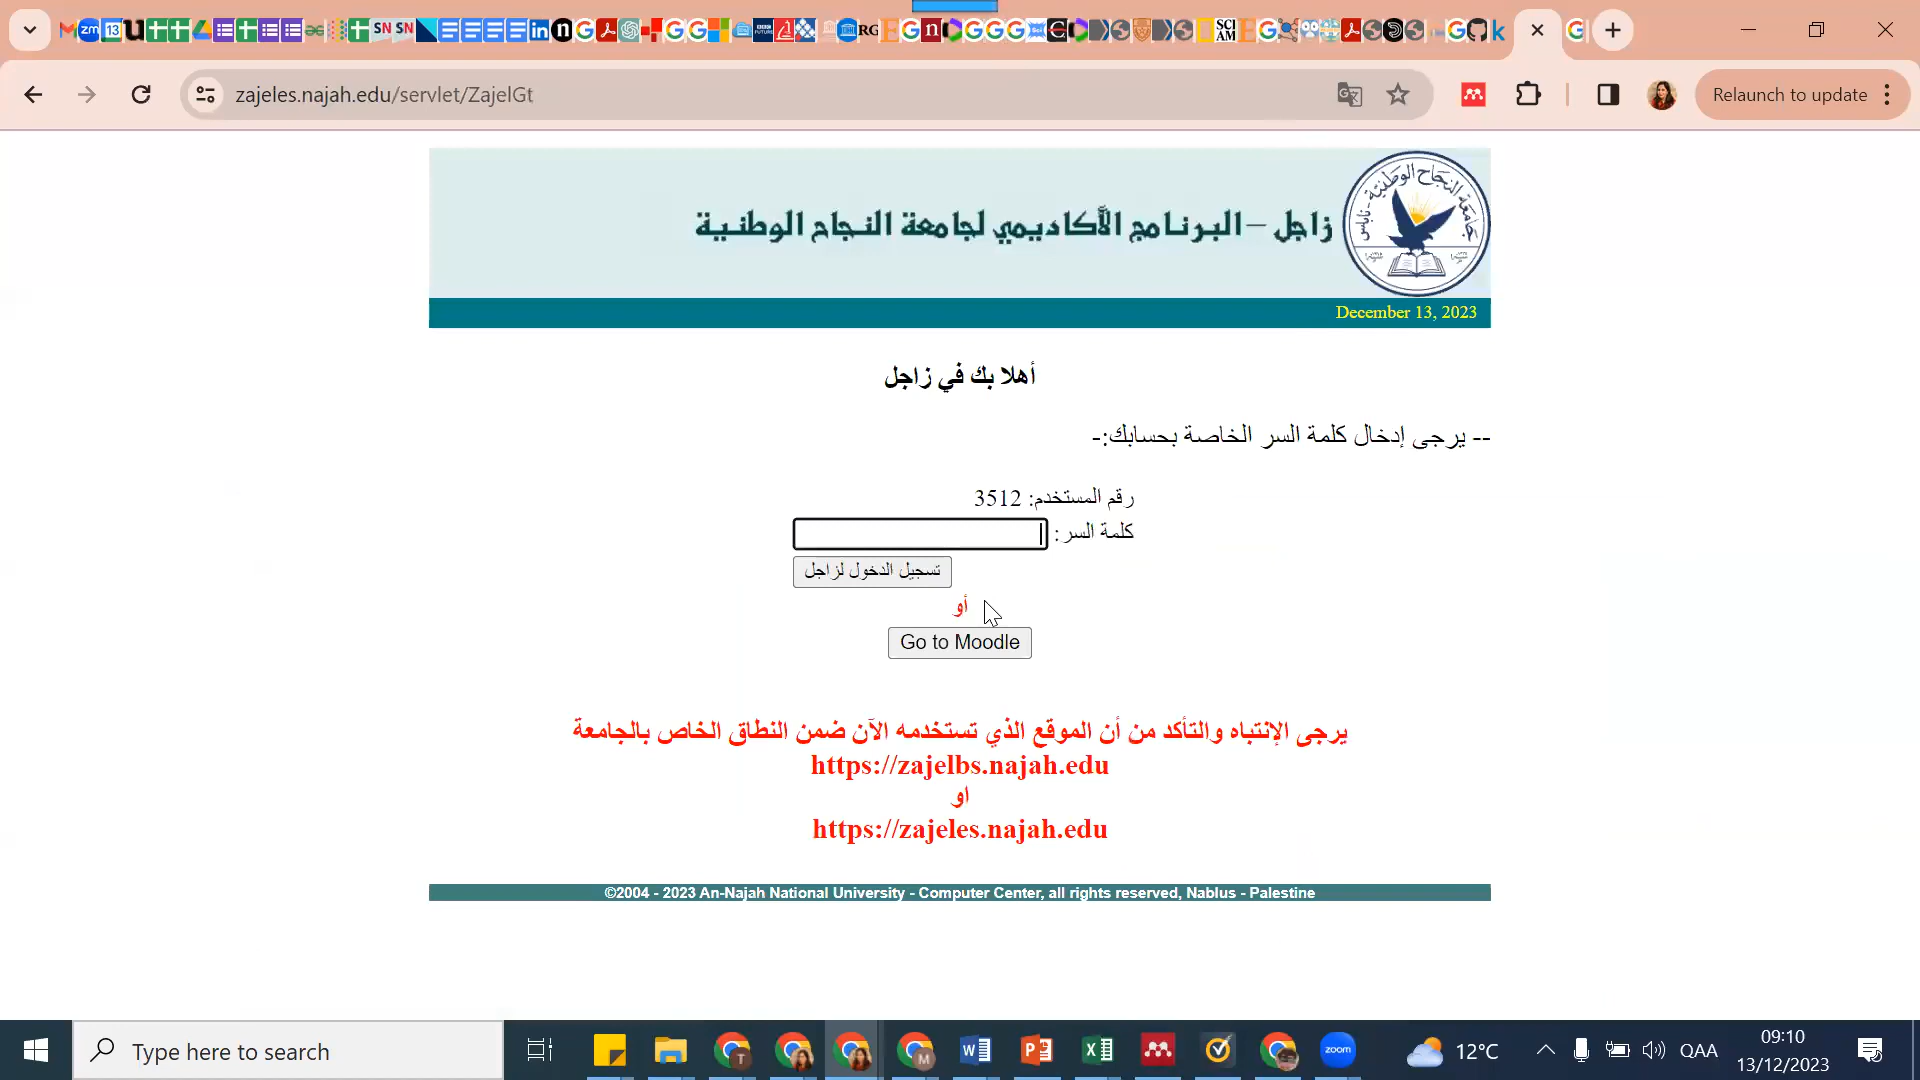 zajeles.najah.edu/servlet/ZajelGt
Relaunch to update
زاجل – البرنامج الأكاديمي لجامعة النجاح الوطنية
December 13, 2023
أهلا بك في زاجل
-- يرجى إدخال كلمة السر الخاصة بحسابك:-
رقم المستخدم: 3512
كلمة السر:
تسجيل الدخول لزاجل
أو
Go to Moodle
يرجى الإنتباه والتأكد من أن الموقع الذي تستخدمه الآن ضمن النطاق الخاص بالجامعة
https://zajelbs.najah.edu
او
https://zajeles.najah.edu
©2004 - 2023 An-Najah National University - Computer Center, all rights reserved, Nablus - Palestine
Type here to search
zoom
12°C
QAA
09:10
13/12/2023